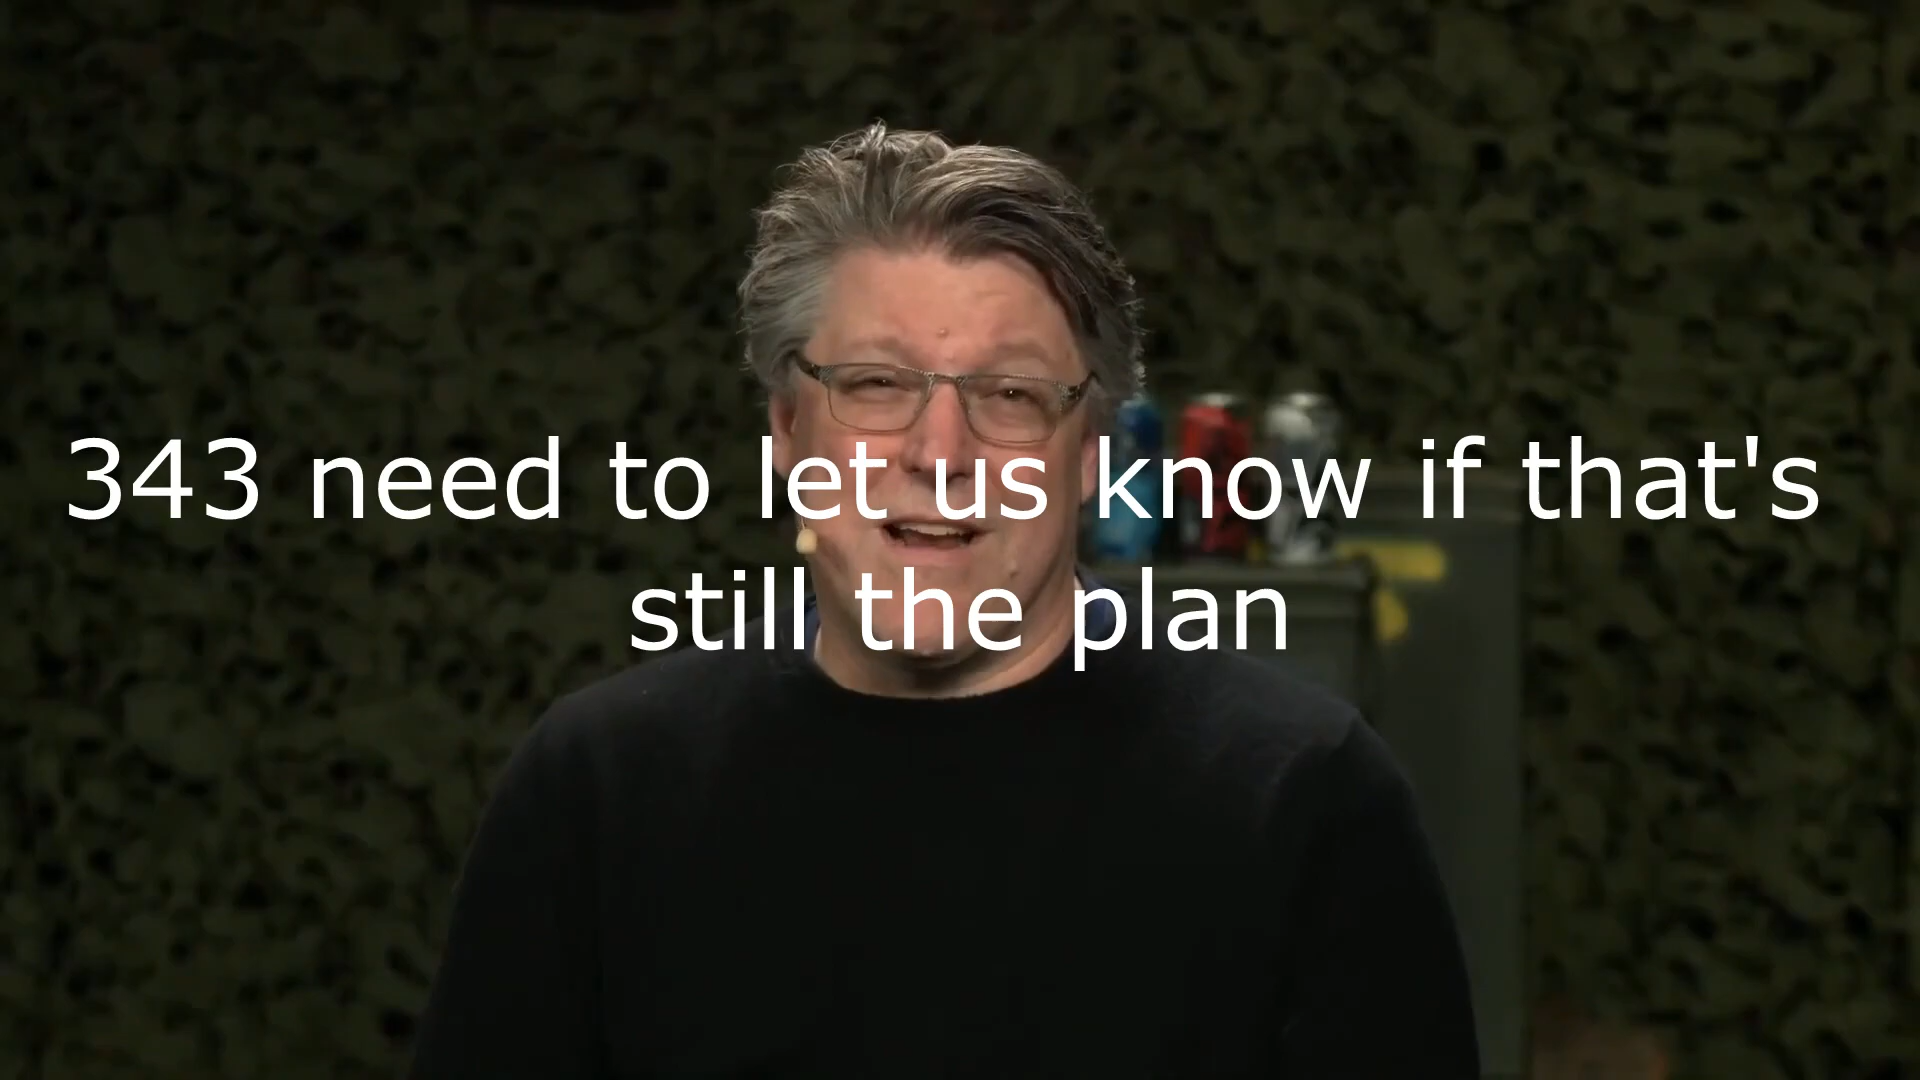 343 need to let us know if that's
still the plan